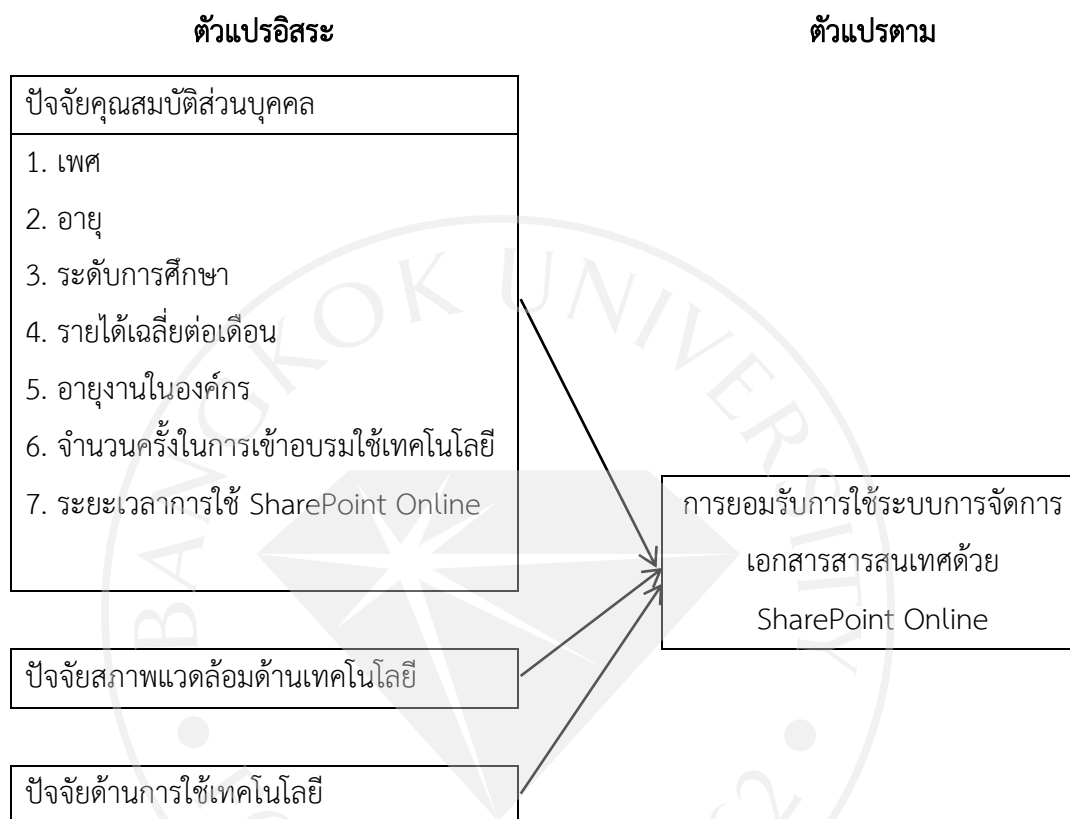 ตัวแปรอิสระ
ตัวแปรตาม
ปัจจัยคุณสมบัติส่วนบุคคล
1. เพศ
2. อายุ
3. ระดับการศึกษา
4. รายได้เฉลี่ยต่อเดือน
5. อายุงานในองค์กร
6. จำนวนครั้งในการเข้าอบรมใช้เทคโนโลยี
7. ระยะเวลาการใช้ SharePoint Online
การยอมรับการใช้ระบบการจัดการ
เอกสารสารสนเทศด้วย
SharePoint Online
ปัจจัยสภาพแวดล้อมด้านเทคโนโลยี
ปัจจัยด้านการใช้เทคโนโลยี
BANGKOK UNIVERSITY